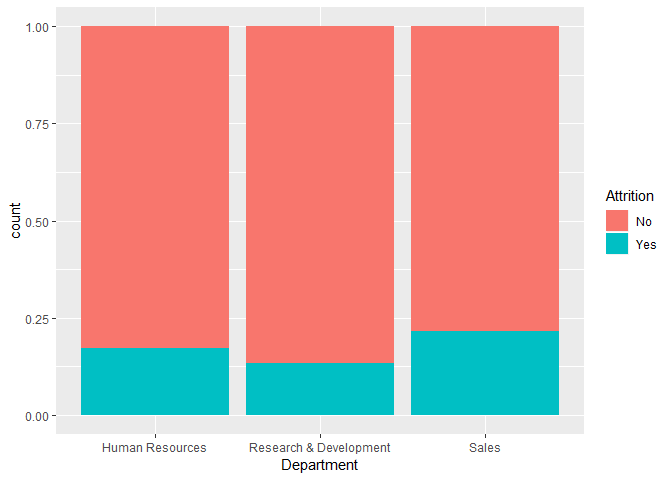 1.00
0.75
0.50
0.25
0.00
count
Human Resources Research & Development Sales
Department
Attrition
No
Yes